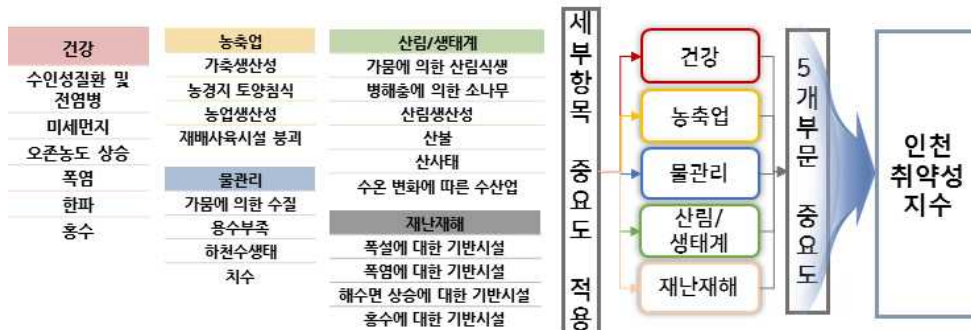 건강
수인성질환 및
전염병
미세먼지
오존농도 상승
폭염
한파
홍수
농축업
가축생산성
농경지 토양침식
농업생산성
재배사육시설 붕괴
물관리
가뭄에 의한 수질
용수부족
하천수생태
치수
산림/생태계
가뭄에 의한 산림식생
병해충에 의한 소나무
산림생산성
산불
산사태
수온 변화에 따른 수산업
재난재해
폭설에 대한 기반시설
폭염에 대한 기반시설
해수면 상승에 대한 기반시설
홍수에 대한 기반시설
세부항목 중요도 적용
건강
농축업
물관리
산림/
생태계
재난재해
5개부문 중요도
인천
취약성
지수